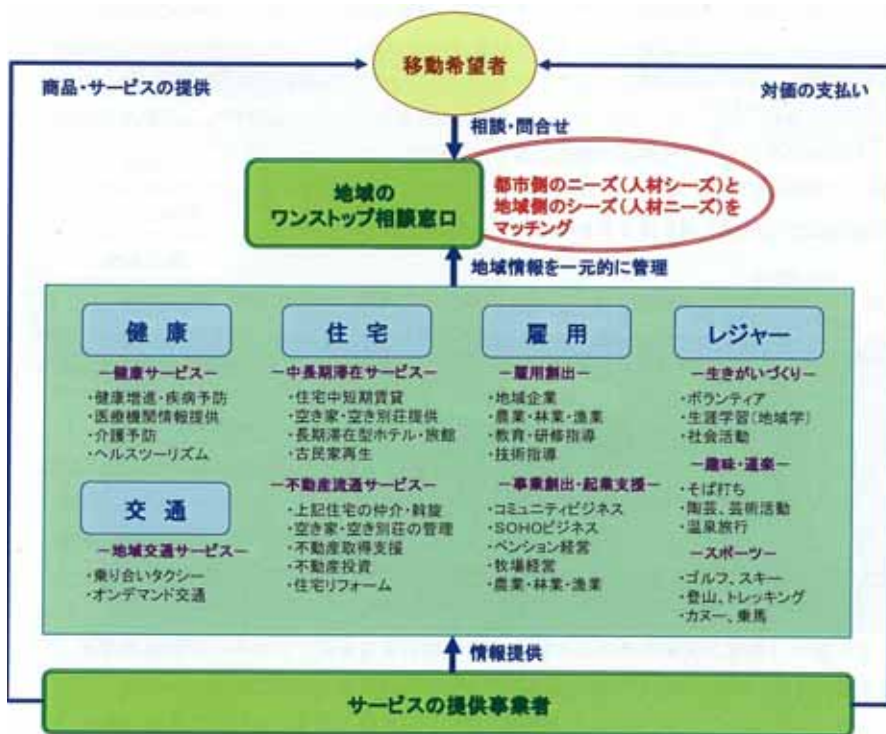 移動希望者
商品・サービスの提供
対価の支払い
相談・問合せ
地域の
ワンストップ相談窓口
都市側のニーズ(人材シーズ)と
地域側のシーズ(人材ニーズ)を
マッチング
地域情報を一元的に管理
健康
ー健康サービスー
・健康増進・疾病予防
・医療機関情報提供
・介護予防
・ヘルスツーリズム
交通
ー地域交通サービスー
・乗り合いタクシー
・オンデマンド交通
住宅
ー中長期滞在サービスー
・住宅中短期賃貸
・空き家・空き別荘提供
・長期滞在型ホテル・旅館
・古民家再生
ー不動産流通サービスー
・上記住宅の仲介・斡旋
・空き家・空き別荘の管理
・不動産取得支援
・不動産投資
・住宅リフォーム
雇用
ー雇用創出ー
・地域企業
・農業・林業・漁業
・教育・研修指導
・技術指導
ー事業創出・起業支援ー
・コミュニティビジネス
・SOHOビジネス
・ペンション経営
・牧場経営
・農業・林業・漁業
レジャー
ー生きがいづくりー
・ボランティア
・生涯学習(地域学)
・社会活動
ー趣味・道楽ー
・そば打ち
・陶芸、芸術活動
・温泉旅行
ースポーツー
・ゴルフ、スキー
・登山、トレッキング
・カヌー、乗馬
情報提供
サービスの提供事業者